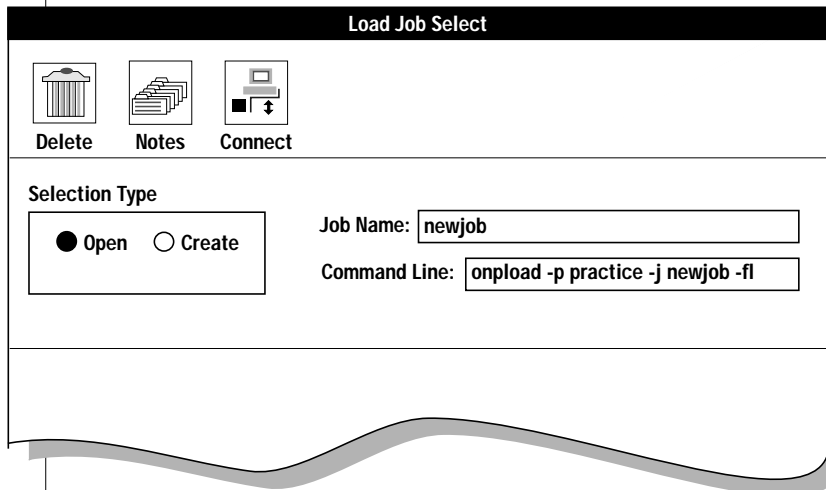 Load Job Select
Delete Notes Connect
Selection Type
Open Create
Job Name: newjob
Command Line: onpload -p practice -j newjob -fl